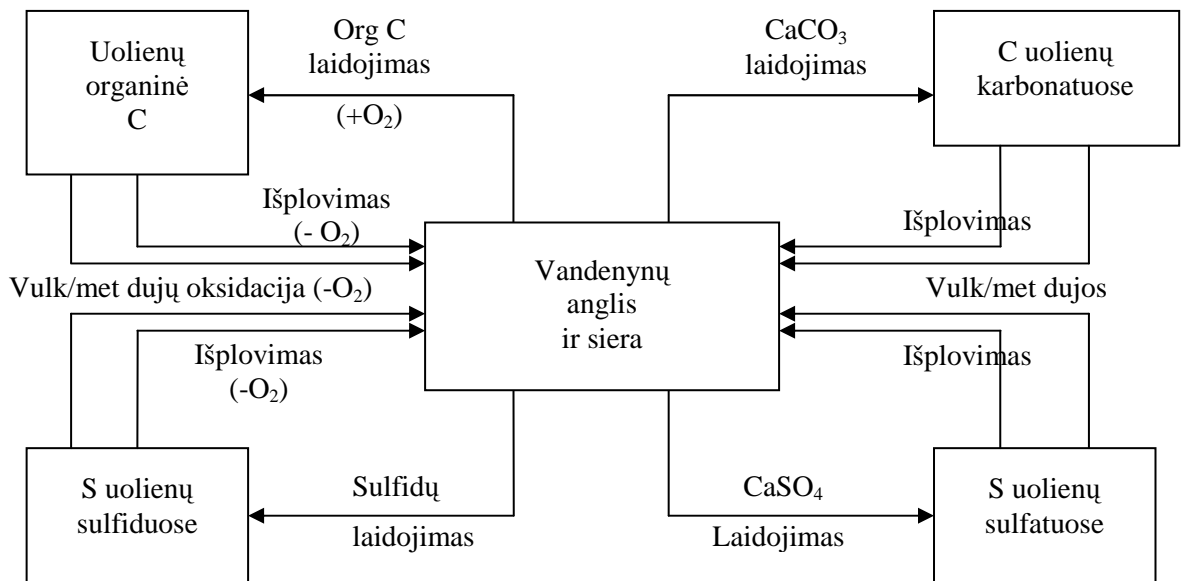 Uolienų
organinė
C
Org C
laidojimas
(+O₂)
CaCO₃
laidojimas
C uolienų
karbonatuose
Išplovimas
(- O₂)
Vulk/met dujų oksidacija (-O₂)
Išplovimas
(-O₂)
Vandenynų
anglis
ir siera
Išplovimas
Vulk/met dujos
Išplovimas
S uolienų
sulfiduose
Sulfidų
laidojimas
CaSO₄
Laidojimas
S uolienų
sulfatuose